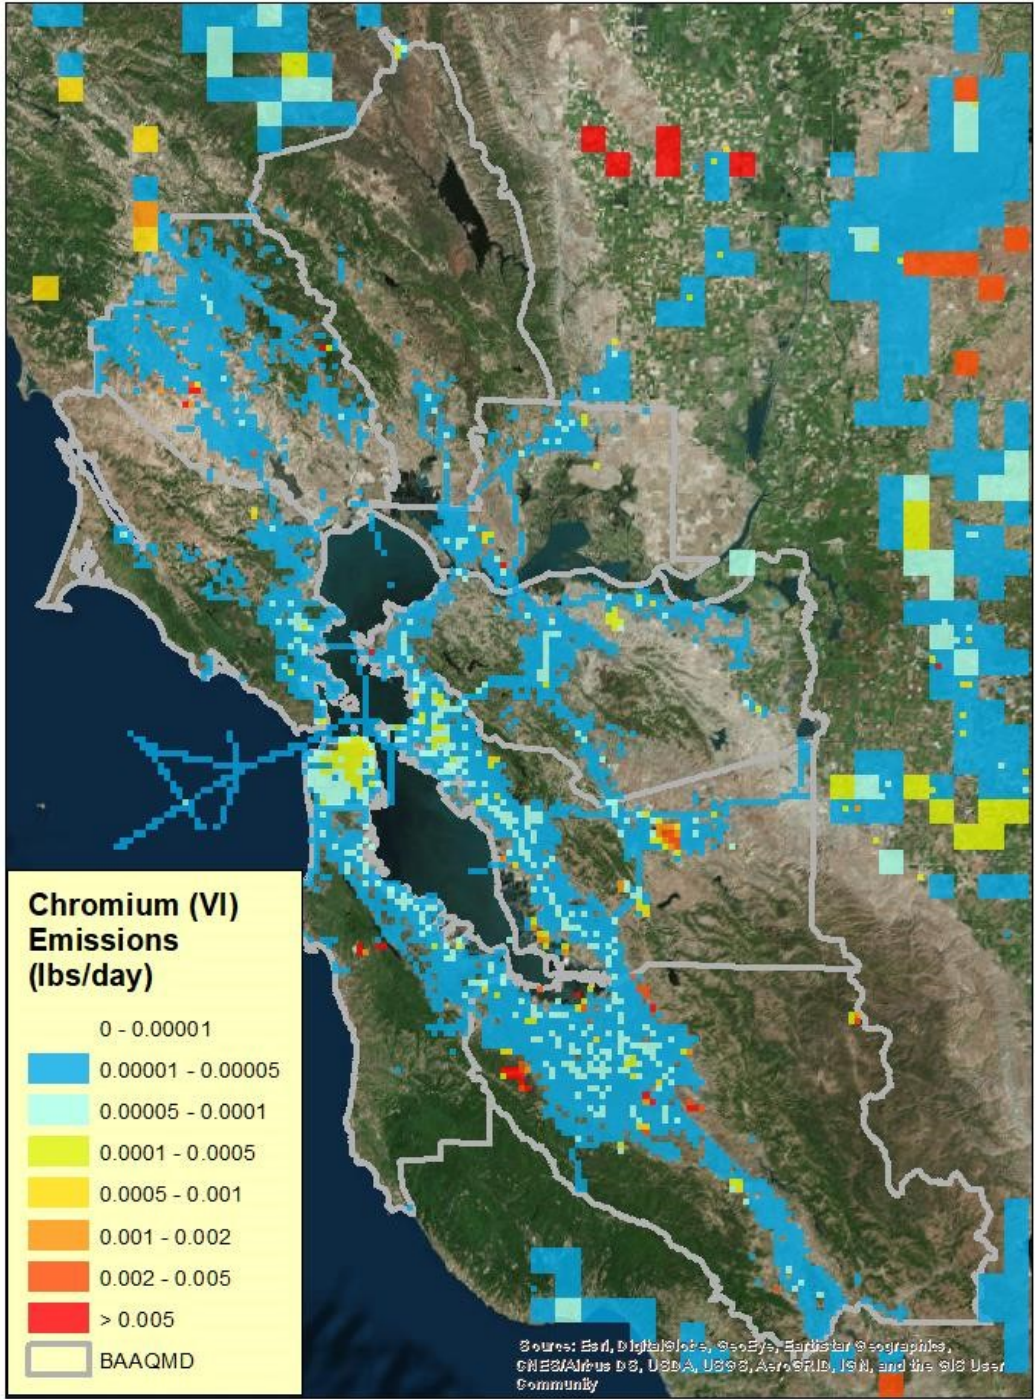 Chromium (VI)
Emissions
(lbs/day)
0 - 0.00001
0.00001 - 0.00005
0.00005 - 0.0001
0.0001 - 0.0005
0.0005 - 0.001
0.001 - 0.002
0.002 - 0.005
> 0.005
BAAQMD
Source: Esri, DigitalGlobe, GeoEye, Earthstar Geographics,
CNES/Airbus DS, USDA, USGS, AeroGRID, IGN, and the GIS User
Community